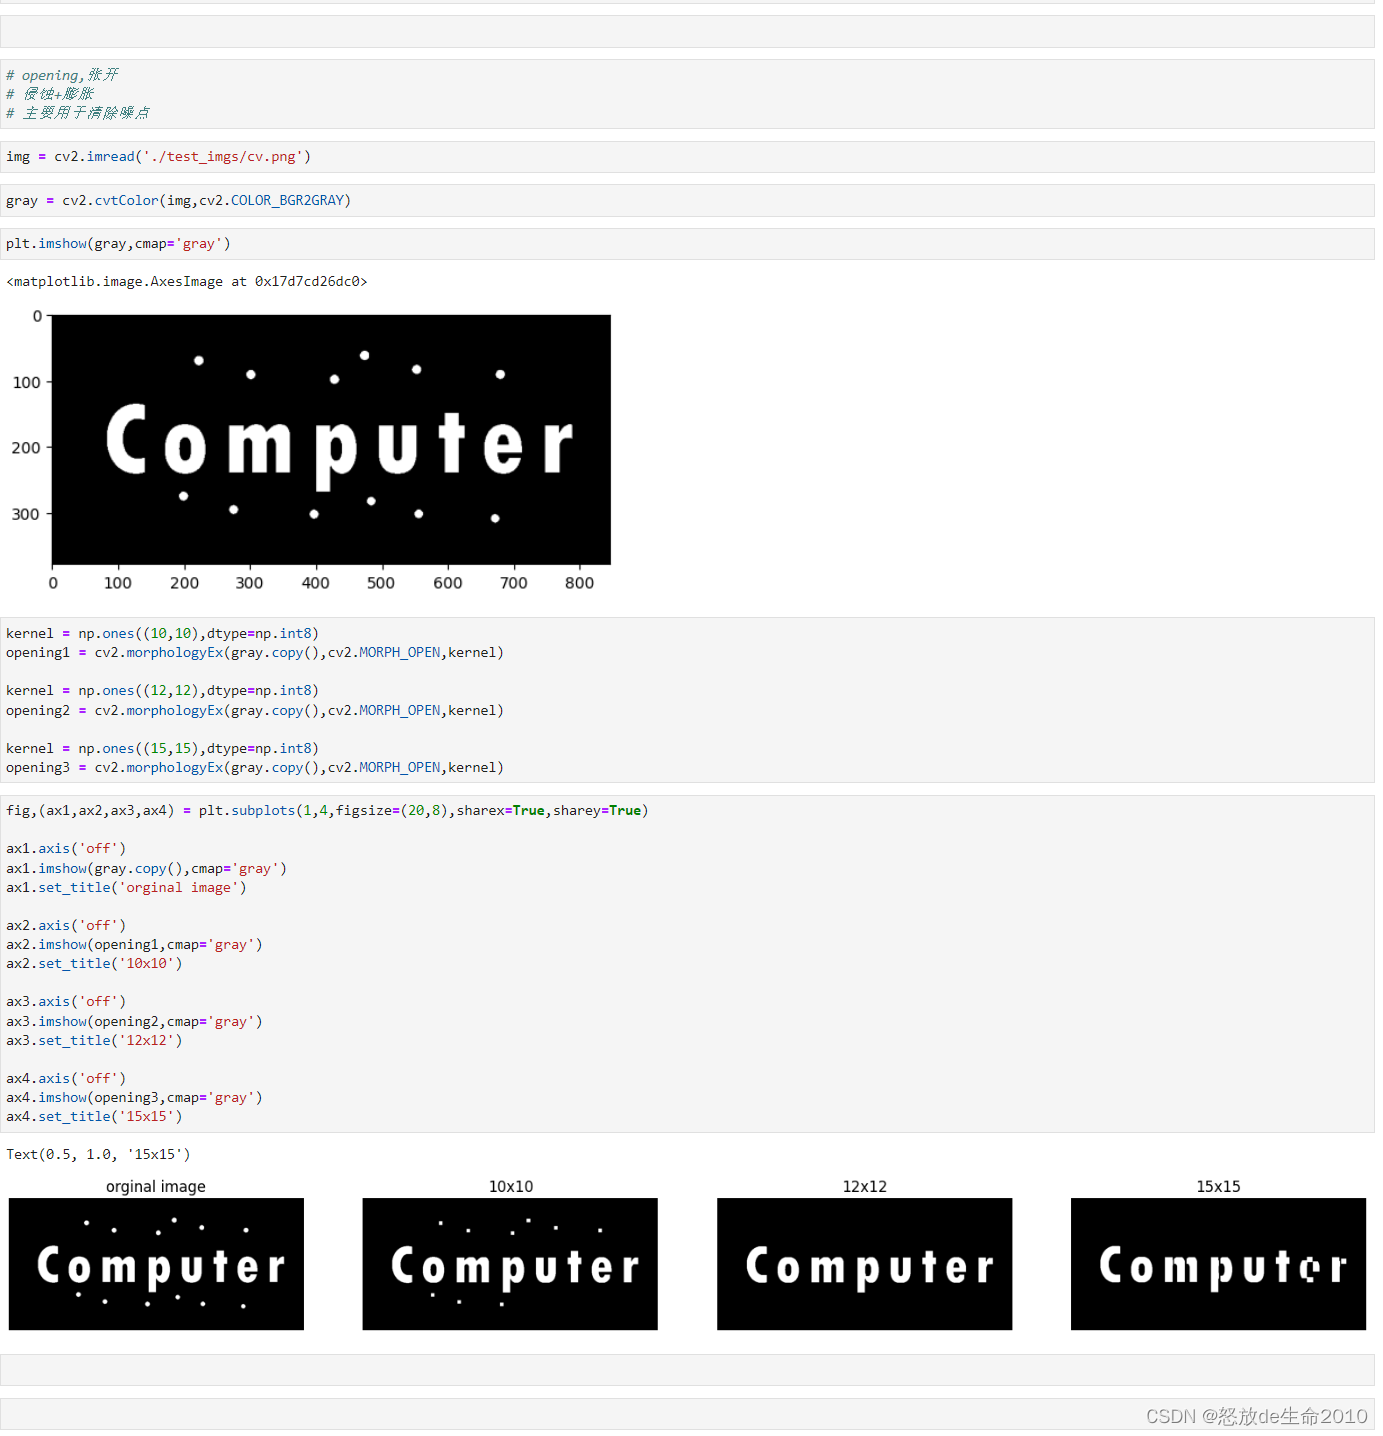 # opening,张开
# 侵蚀+膨胀
# 主要用于清除噪点
img = cv2.imread('./test_imgs/cv.png')
gray = cv2.cvtColor(img,cv2.COLOR_BGR2GRAY)
plt.imshow(gray,cmap='gray')
<matplotlib.image.AxesImage at 0x17d7cd26dc0>
0
100
200
300
Computer
0 100 200 300 400 500 600 700 800
kernel = np.ones((10,10),dtype=np.int8)
opening1 = cv2.morphologyEx(gray.copy(),cv2.MORPH_OPEN,kernel)
kernel = np.ones((12,12),dtype=np.int8)
opening2 = cv2.morphologyEx(gray.copy(),cv2.MORPH_OPEN,kernel)
kernel = np.ones((15,15),dtype=np.int8)
opening3 = cv2.morphologyEx(gray.copy(),cv2.MORPH_OPEN,kernel)
fig,(ax1,ax2,ax3,ax4) = plt.subplots(1,4,figsize=(20,8),sharex=True,sharey=True)
ax1.axis('off')
ax1.imshow(gray.copy(),cmap='gray')
ax1.set_title('orginal image')
ax2.axis('off')
ax2.imshow(opening1,cmap='gray')
ax2.set_title('10x10')
ax3.axis('off')
ax3.imshow(opening2,cmap='gray')
ax3.set_title('12x12')
ax4.axis('off')
ax4.imshow(opening3,cmap='gray')
ax4.set_title('15x15')
Text(0.5, 1.0, '15x15')
orginal image 10x10 12x12 15x15
Computer Computer Computer Computer
CSDN @怒放de生命2010